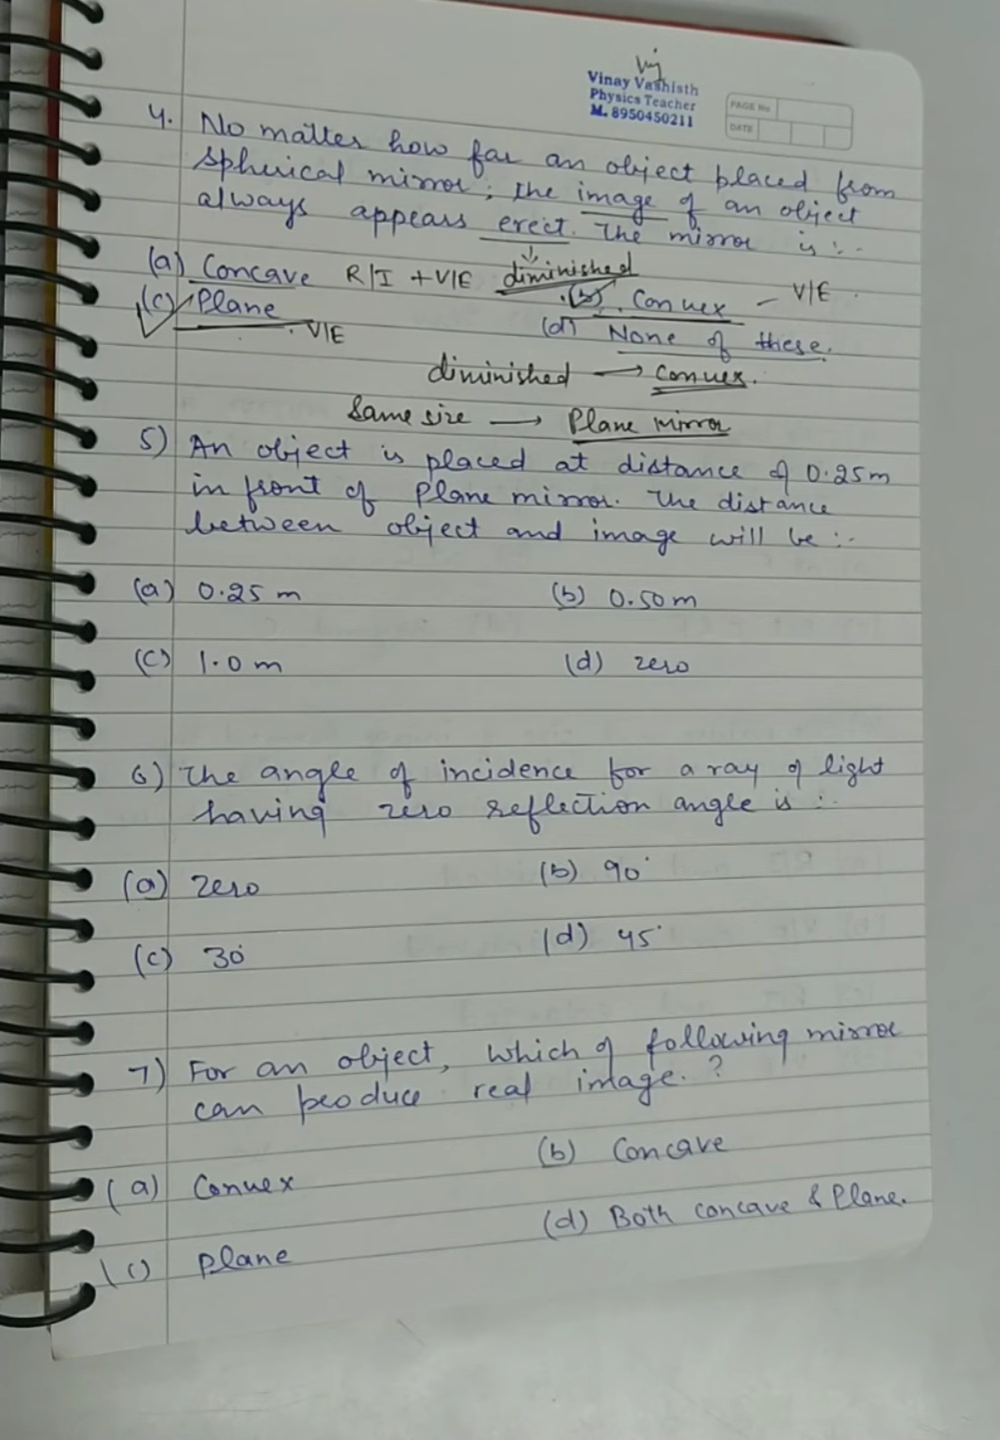 Vinay Vashisth
Physics Teacher
M. 8950450211
PAGE No
DATE
4. No matter how far an object placed from
spherical mirror, the image of an object
always appears erect. The mirror is :-
diminished
(a) Concave R/I + V/E (b) Convex - V/E
(c) Plane V/E (d) None of these.
diminished → convex.
Same size → Plane mirror
5) An object is placed at distance of 0.25m
in front of Plane mirror. The distance
between object and image will be :-
(a) 0.25 m (b) 0.50 m
(c) 1.0 m (d) zero
6) The angle of incidence for a ray of light
having zero reflection angle is :-
(a) zero (b) 90°
(c) 30° (d) 45°
7) For an object, which of following mirror
can produce real image. ?
(a) Convex (b) Concave
(c) Plane (d) Both concave & Plane.